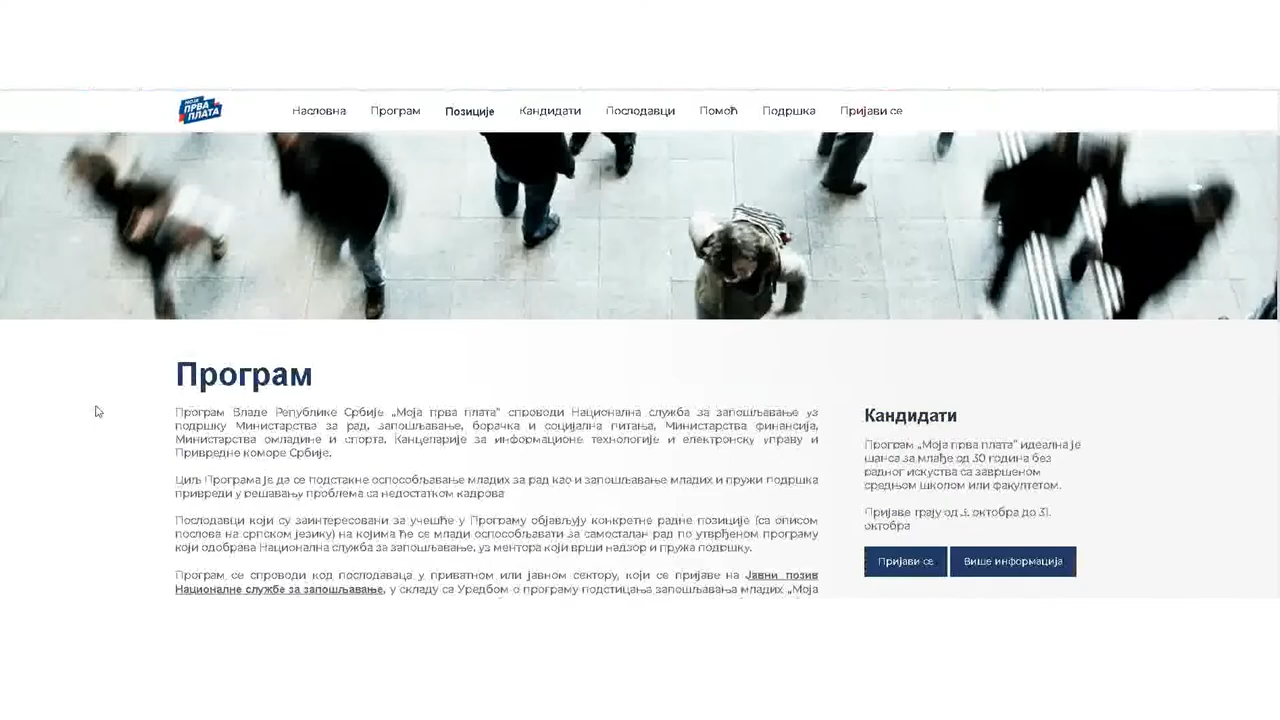 МОЈА
ПРВА
ПЛАТА
Насловна Програм Позиције Кандидати Послодавци Помоћ Подршка Пријави се
Програм
Програм Владе Републике Србије „Моја прва плата“ спроводи Национална служба за запошљавање уз
подршку Министарства за рад, запошљавање, борачка и социјална питања, Министарства финансија,
Министарства омладине и спорта, Канцеларије за информационе технологије и електронску управу и
Привредне коморе Србије.
Циљ Програма је да се подстакне оспособљавање младих за рад као и запошљавање младих и пружи подршка
привреди у решавању проблема са недостатком кадрова
Послодавци који су заинтересовани за учешће у Програму објављују конкретне радне позиције (са описом
послова на српском језику) на којима ће се млади оспособљавати за самосталан рад по утврђеном програму
који одобрава Национална служба за запошљавање, уз ментора који врши надзор и пружа подршку.
Програм се спроводи код послодаваца у приватном или јавном сектору, који се пријаве на Јавни позив
Националне службе за запошљавање, у складу са Уредбом о програму подстицања запошљавања младих „Моја
Кандидати
Програм „Моја прва плата“ идеална је
шанса за млађе од 30 година без
радног искуства са завршеном
средњом школом или факултетом.
Пријаве трају од октобра до 31.
октобра
Пријави се Више информација